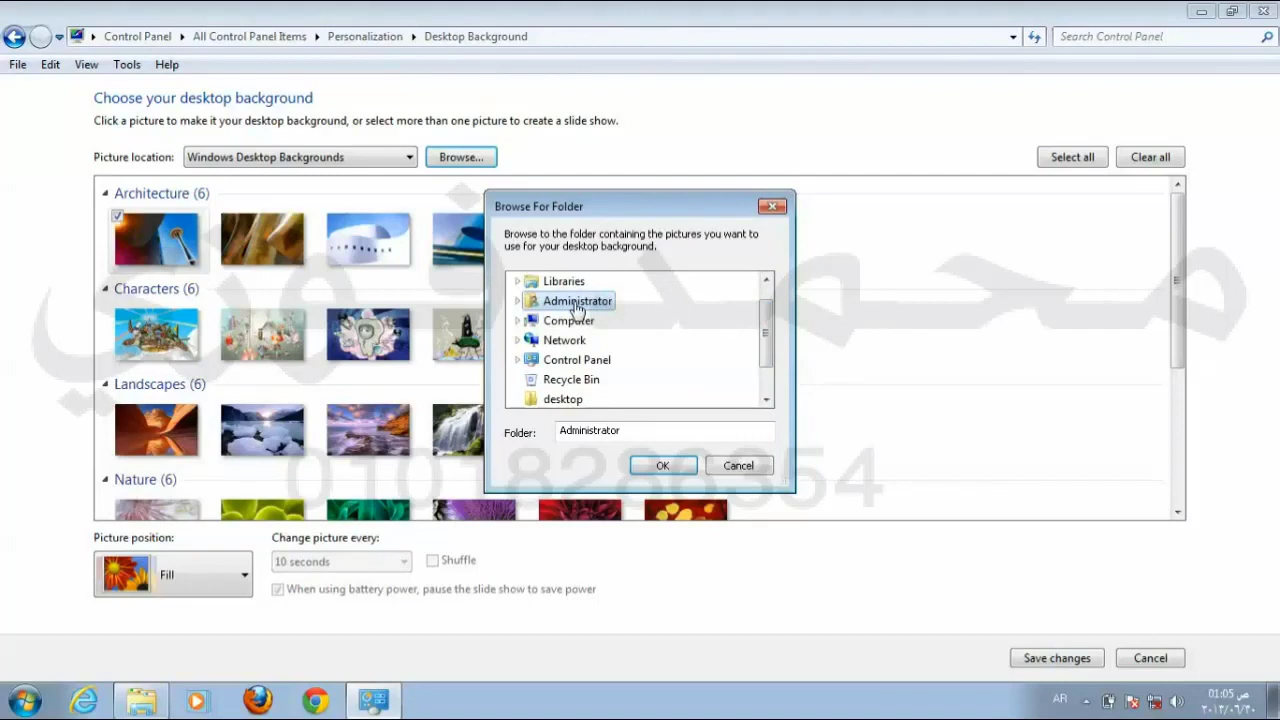 Control Panel All Control Panel Items Personalization Desktop Background
Search Control Panel
File Edit View Tools Help
Choose your desktop background
Click a picture to make it your desktop background, or select more than one picture to create a slide show.
Picture location: Windows Desktop Backgrounds Browse... Select all Clear all
Architecture (6)
Characters (6)
Landscapes (6)
Nature (6)
Browse For Folder
Browse to the folder containing the pictures you want to
use for your desktop background.
Libraries
Administrator
Computer
Network
Control Panel
Recycle Bin
desktop
Folder: Administrator
OK Cancel
محمد فوزي
01018286354
Picture position: Change picture every:
Fill 10 seconds Shuffle
When using battery power, pause the slide show to save power
Save changes Cancel
AR
01:05 ص
٢٠١٣/٠٦/٣٠